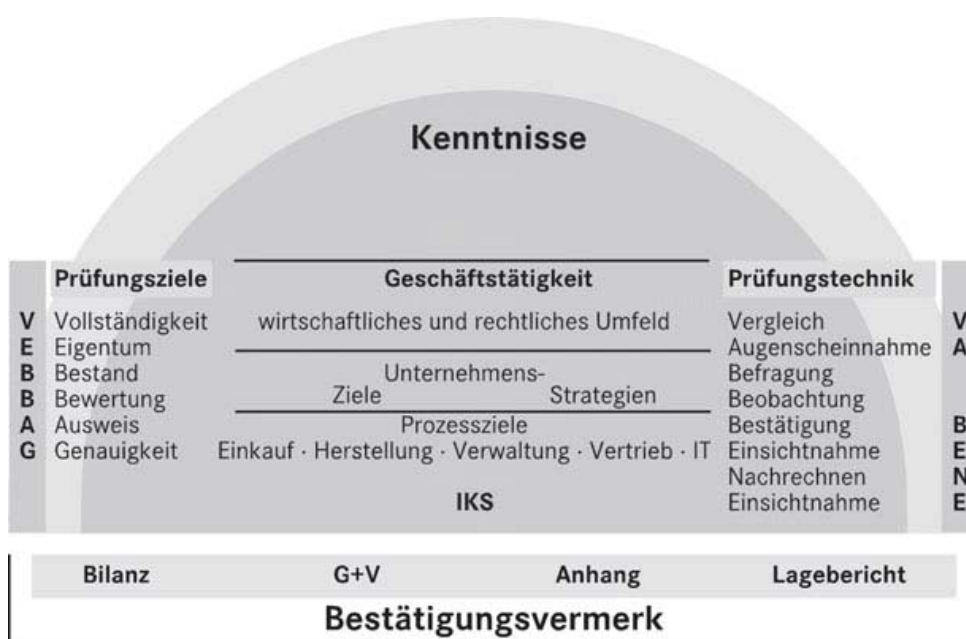 Kenntnisse
Prüfungsziele
V Vollständigkeit
E Eigentum
B Bestand
B Bewertung
A Ausweis
G Genauigkeit
Geschäftstätigkeit
wirtschaftliches und rechtliches Umfeld
Unternehmens-
Ziele Strategien
Prozessziele
Einkauf · Herstellung · Verwaltung · Vertrieb · IT
IKS
Prüfungstechnik
Vergleich V
Augenscheinnahme A
Befragung
Beobachtung
Bestätigung B
Einsichtnahme E
Nachrechnen N
Einsichtnahme E
Bilanz G+V Anhang Lagebericht
Bestätigungsvermerk